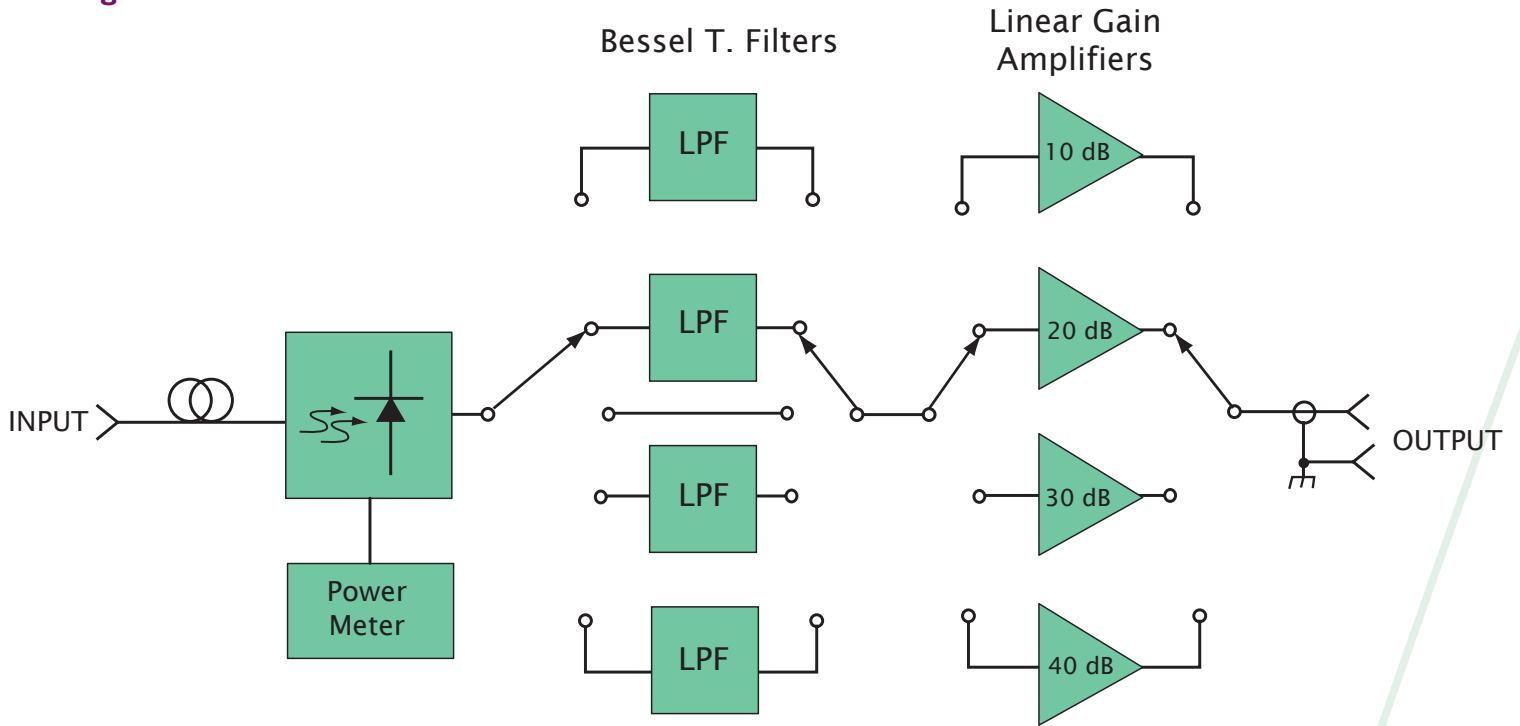 Bessel T. Filters
Linear Gain
Amplifiers
LPF
10 dB
LPF
20 dB
INPUT
OUTPUT
LPF
30 dB
Power
Meter
LPF
40 dB